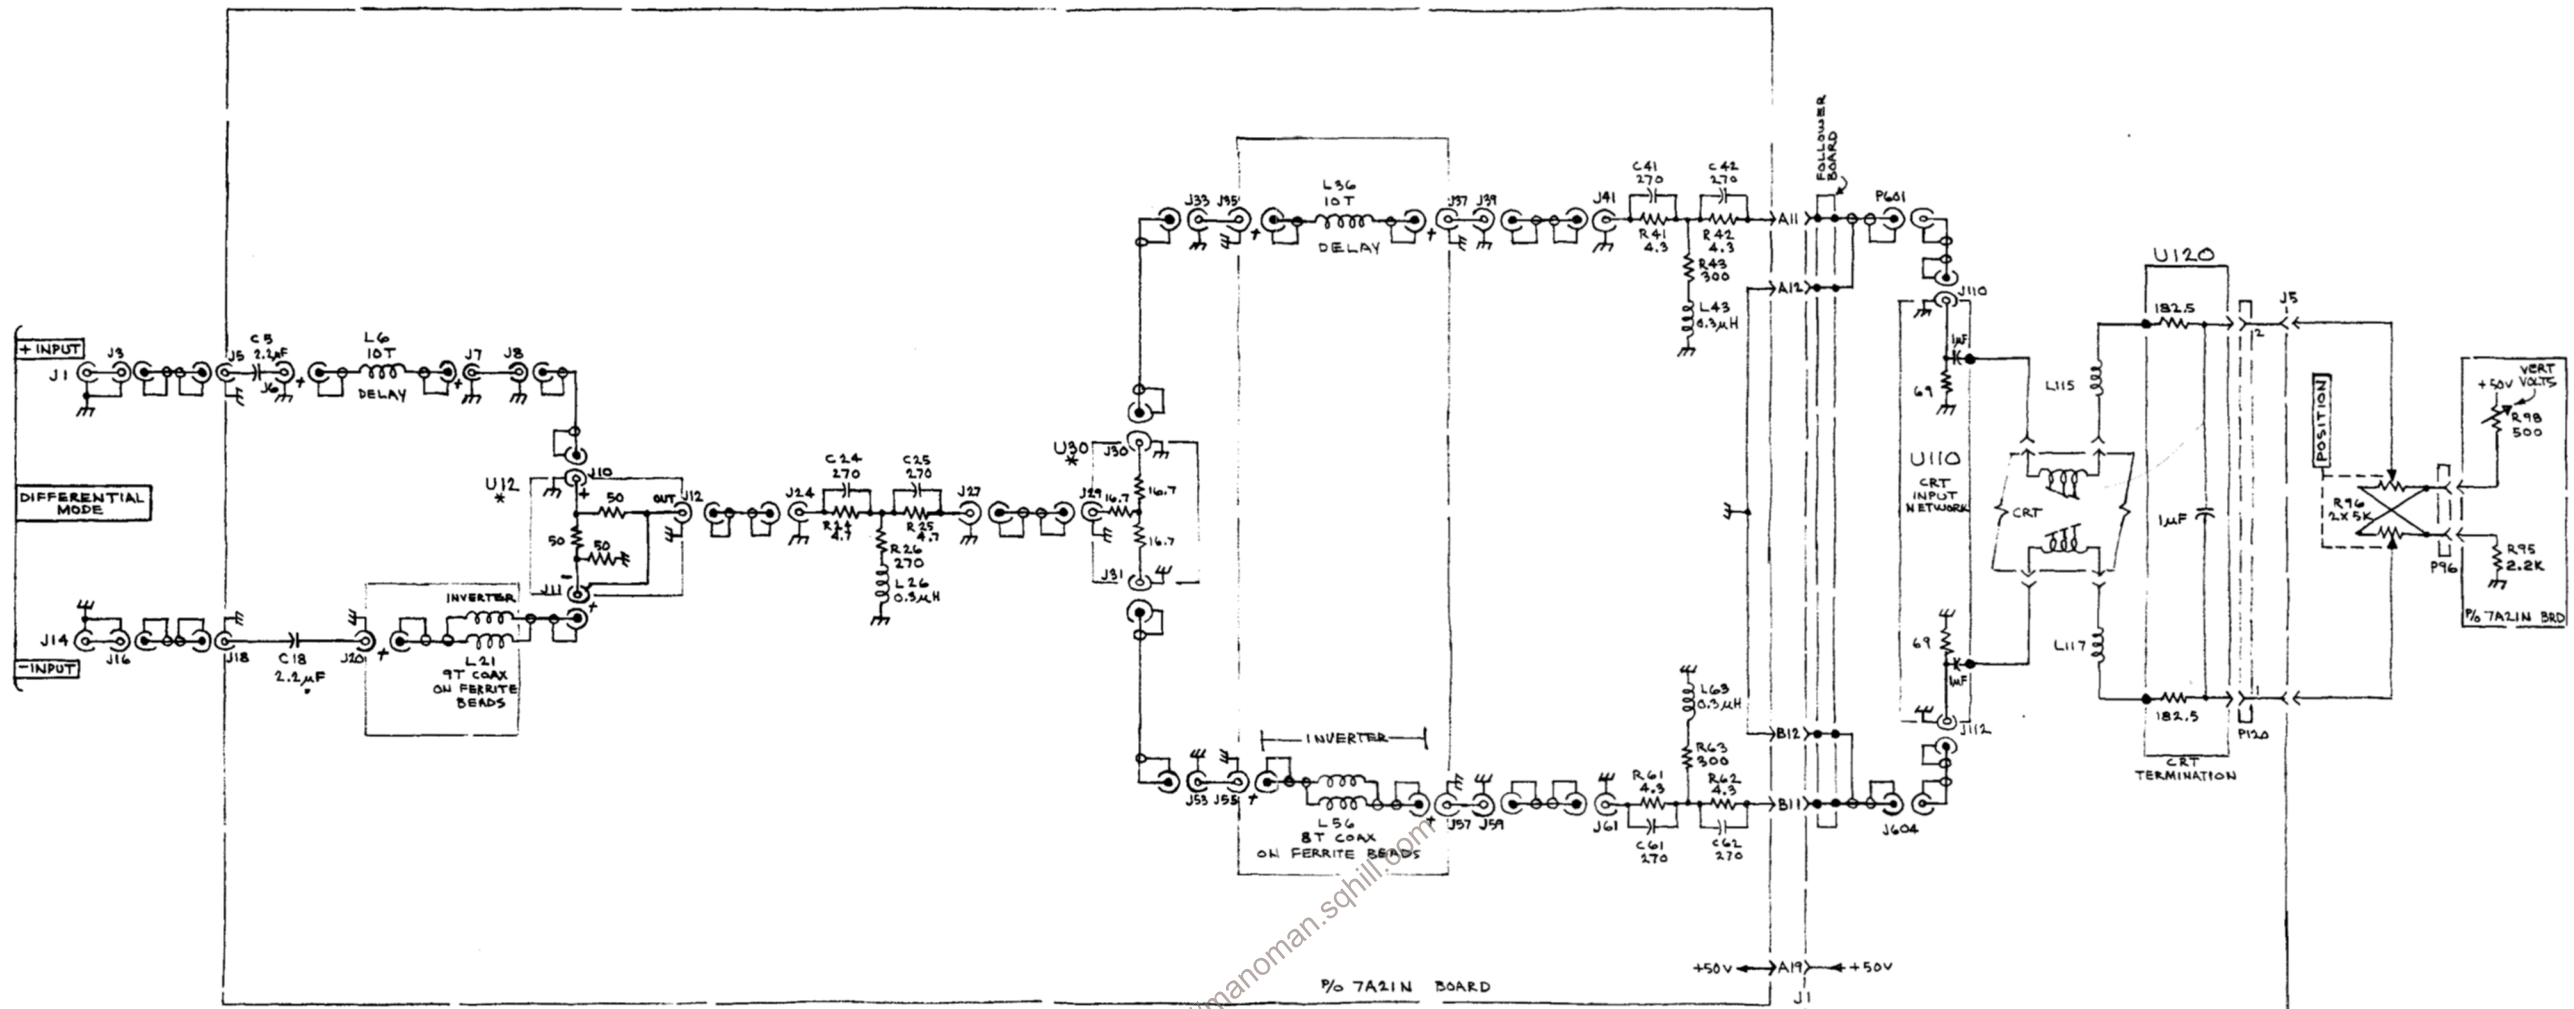 FOLLOWER
BOARD
C41
270
C42
270
L36
10T
J33 J35
J37 J39
J41
P601
A11
DELAY
R41
4.3
R42
4.3
R43
300
A12
L43
0.3µH
J110
U120
182.5
J5
2
+ INPUT
J3
C5
2.2µF
L6
10T
J5
J7
J8
J1
J6
DELAY
1µF
69
L115
POSITION
VERT
VOLTS
+50V
R98
500
U30
*
J30
C24
270
C25
270
U12
*
J10
50
OUT
J12
J24
J27
J29
16.7
16.7
DIFFERENTIAL
MODE
U110
CRT
INPUT
NETWORK
CRT
1µF
R96
2X5K
R24
4.7
R25
4.7
50
50
R26
270
16.7
R95
2.2K
P96
J11
L26
0.3µH
J31
INVERTER
P/O 7A21N BRD
J14
J16
J18
C18
2.2µF
J20
L21
9T COAX
ON FERRITE
BEADS
-INPUT
69
1µF
L117
L63
0.3µH
J112
182.5
1
P120
INVERTER
B12
R63
300
CRT
TERMINATION
J53 J55
R61
4.3
R62
4.3
B11
L56
8T COAX
ON FERRITE BEADS
J57 J59
J61
C61
270
C62
270
J604
+50V
A19
+50V
P/O 7A21N BOARD
J1
manoman.sqhill.com